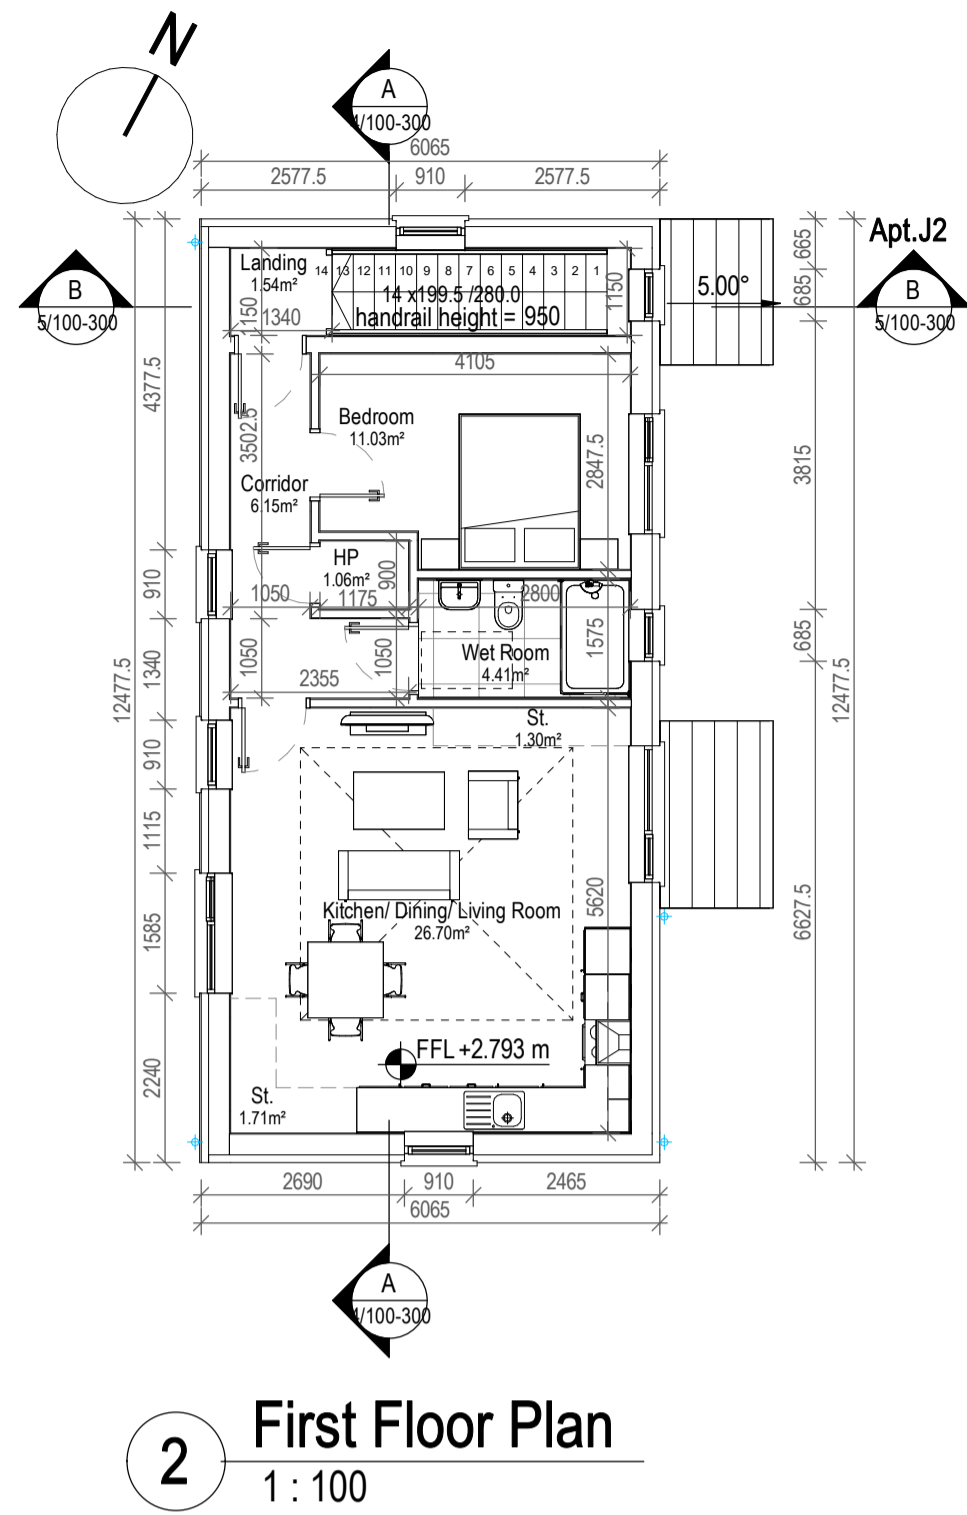 N
A
4/100-300
6065
2577.5
910
2577.5
Apt.J2
B
5/100-300
B
5/100-300
Landing
1.54m²
14 13 12 11 10 9 8 7 6 5 4 3 2 1
14 x199.5 /280.0
handrail height = 950
150
1340
1150
5.00°
665
685
4105
4377.5
Bedroom
11.03m²
3502.5
2847.5
3815
Corridor
6.15m²
HP
1.06m²
900
910
1050
1175
2800
1340
1050
1050
Wet Room
4.41m²
1575
685
2355
12477.5
12477.5
St.
1.30m²
910
1115
1585
Kitchen/ Dining/ Living Room
26.70m²
5620
6627.5
FFL +2.793 m
2240
St.
1.71m²
2690
910
2465
6065
A
4/100-300
2
First Floor Plan
1 : 100